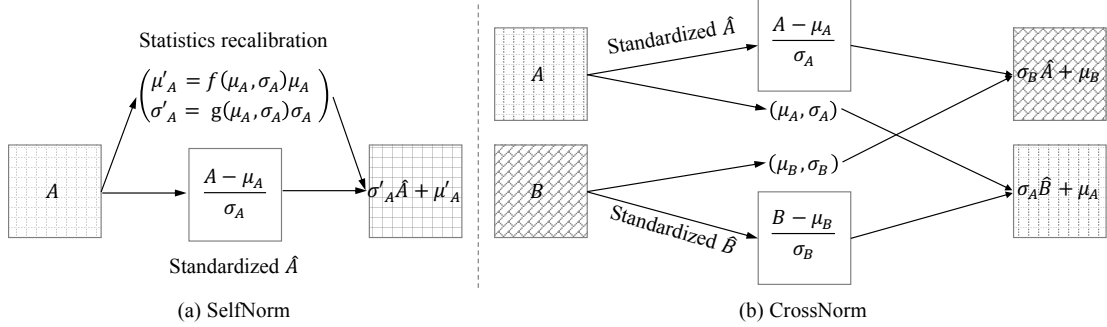 Statistics recalibration
μ'_A = f(μ_A, σ_A)μ_A
σ'_A = g(μ_A, σ_A)σ_A
A
A − μ_A
σ_A
σ'_A Â + μ'_A
Standardized Â
(a) SelfNorm
A
Standardized Â
A − μ_A
σ_A
(μ_A, σ_A)
σ_B Â + μ_B
B
(μ_B, σ_B)
Standardized B̂
B − μ_B
σ_B
σ_A B̂ + μ_A
(b) CrossNorm